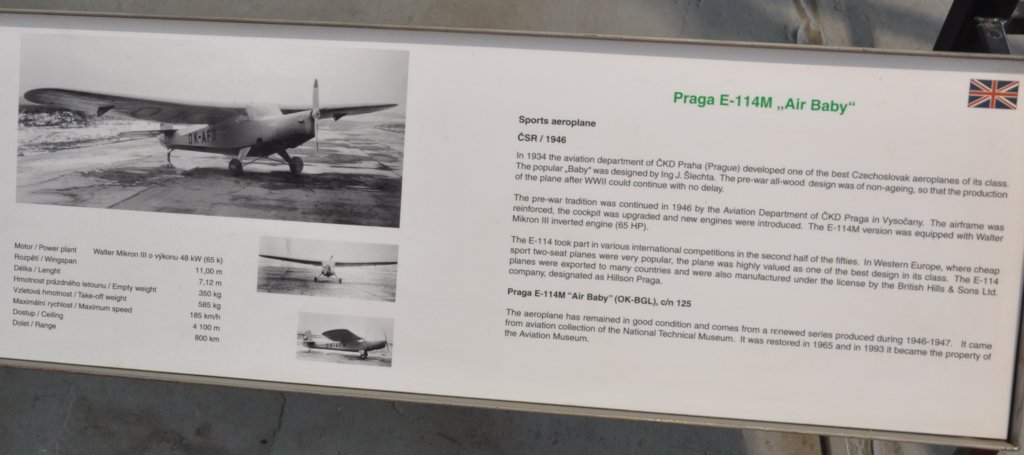 OK-AFR
Motor / Power plant Walter Mikron III o výkonu 48 kW (65 k)
Rozpětí / Wingspan 11,00 m
Délka / Lenght 7,12 m
Hmotnost prázdného letounu / Empty weight 350 kg
Vzletová hmotnost / Take-off weight 585 kg
Maximální rychlost / Maximum speed 185 km/h
Dostup / Ceiling 4 100 m
Dolet / Range 800 km
Praga E-114M „Air Baby“
Sports aeroplane
ČSR / 1946
In 1934 the aviation department of ČKD Praha (Prague) developed one of the best Czechoslovak aeroplanes of its class.
The popular „Baby“ was designed by Ing J. Šlechta. The pre-war all-wood design was of non-ageing, so that the production
of the plane after WWII could continue with no delay.
The pre-war tradition was continued in 1946 by the Aviation Department of ČKD Praga in Vysočany. The airframe was
reinforced, the cockpit was upgraded and new engines were introduced. The E-114M version was equipped with Walter
Mikron III inverted engine (65 HP).
The E-114 took part in various international competitions in the second half of the fifties. In Western Europe, where cheap
sport two-seat planes were very popular, the plane was highly valued as one of the best design in its class. The E-114
planes were exported to many countries and were also manufactured under the license by the British Hills & Sons Ltd.
company, designated as Hillson Praga.
Praga E-114M “Air Baby” (OK-BGL), c/n 125
The aeroplane has remained in good condition and comes from a renewed series produced during 1946-1947. It came
from aviation collection of the National Technical Museum. It was restored in 1965 and in 1993 it became the property of
the Aviation Museum.